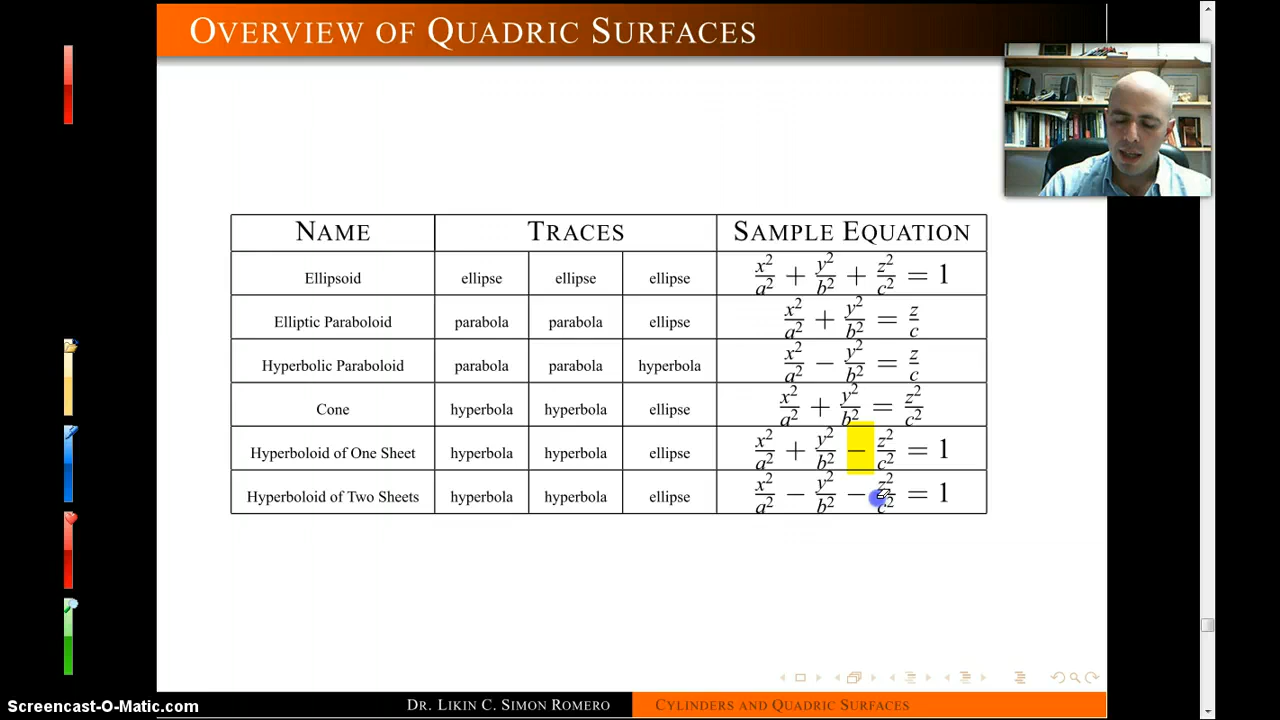 OVERVIEW OF QUADRIC SURFACES
NAME TRACES SAMPLE EQUATION
Ellipsoid ellipse ellipse ellipse x²/a² + y²/b² + z²/c² = 1
Elliptic Paraboloid parabola parabola ellipse x²/a² + y²/b² = z/c
Hyperbolic Paraboloid parabola parabola hyperbola x²/a² − y²/b² = z/c
Cone hyperbola hyperbola ellipse x²/a² + y²/b² = z²/c²
Hyperboloid of One Sheet hyperbola hyperbola ellipse x²/a² + y²/b² − z²/c² = 1
Hyperboloid of Two Sheets hyperbola hyperbola ellipse x²/a² − y²/b² − z²/c² = 1
DR. LIKIN C. SIMON ROMERO CYLINDERS AND QUADRIC SURFACES
Screencast-O-Matic.com